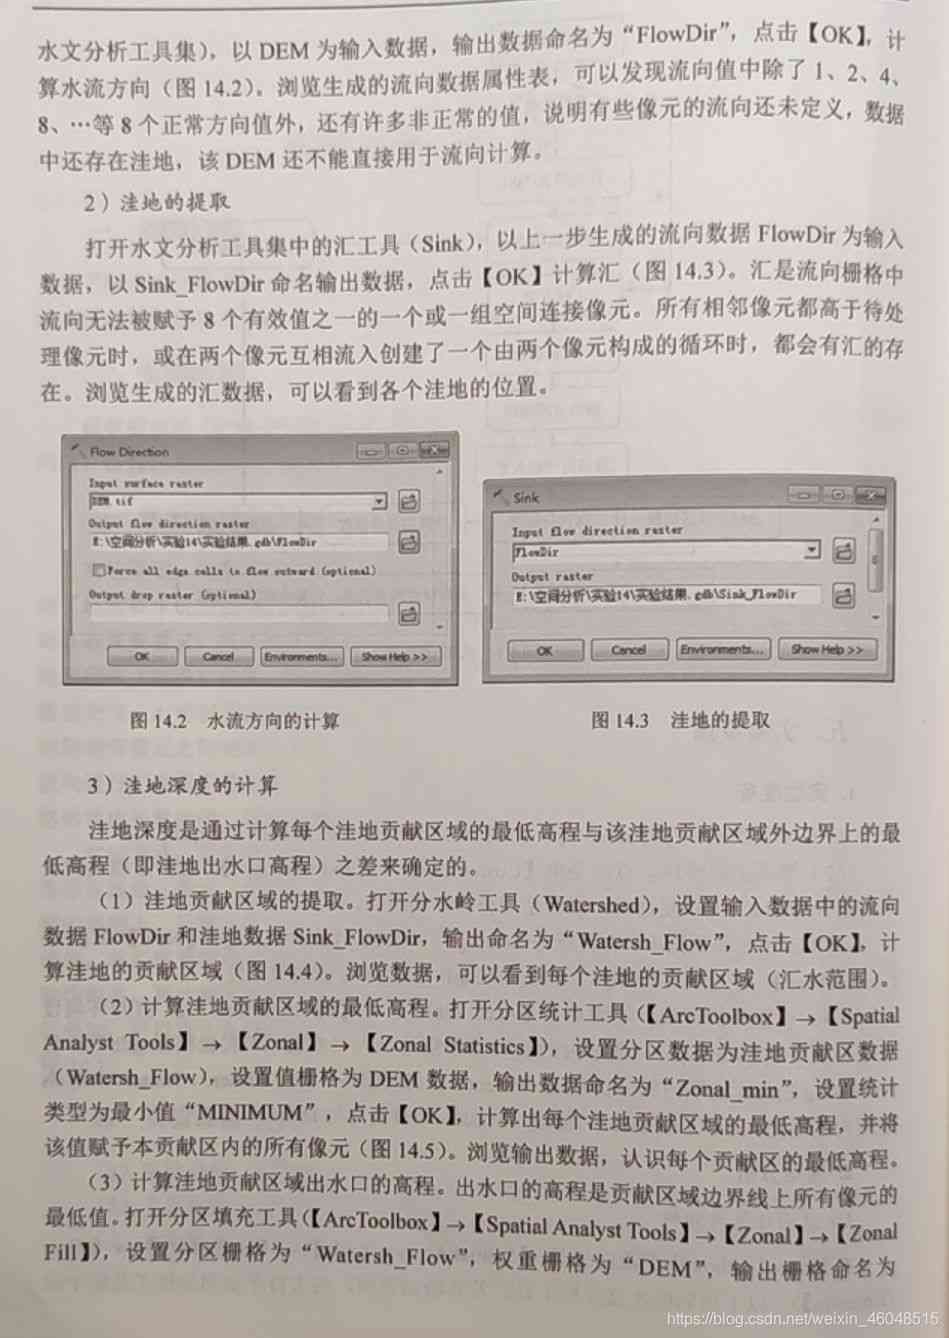 水文分析工具集），以 DEM 为输入数据，输出数据命名为“FlowDir”，点击【OK】，计
算水流方向（图 14.2）。浏览生成的流向数据属性表，可以发现流向值中除了 1、2、4、
8、…等 8 个正常方向值外，还有许多非正常的值，说明有些像元的流向还未定义，数据
中还存在洼地，该 DEM 还不能直接用于流向计算。
2）洼地的提取
打开水文分析工具集中的汇工具（Sink），以上一步生成的流向数据 FlowDir 为输入
数据，以 Sink_FlowDir 命名输出数据，点击【OK】计算汇（图 14.3）。汇是流向栅格中
流向无法被赋予 8 个有效值之一的一个或一组空间连接像元。所有相邻像元都高于待处
理像元时，或在两个像元互相流入创建了一个由两个像元构成的循环时，都会有汇的存
在。浏览生成的汇数据，可以看到各个洼地的位置。
Flow Direction
Input surface raster
DEM.tif
Output flow direction raster
E:\空间分析\实验14\实验结果.gdb\FlowDir
Force all edge cells to flow outward (optional)
Output drop raster (optional)
OK Cancel Environments... Show Help >>
Sink
Input flow direction raster
FlowDir
Output raster
E:\空间分析\实验14\实验结果.gdb\Sink_FlowDir
OK Cancel Environments... Show Help >>
图 14.2 水流方向的计算
图 14.3 洼地的提取
3）洼地深度的计算
洼地深度是通过计算每个洼地贡献区域的最低高程与该洼地贡献区域外边界上的最
低高程（即洼地出水口高程）之差来确定的。
（1）洼地贡献区域的提取。打开分水岭工具（Watershed），设置输入数据中的流向
数据 FlowDir 和洼地数据 Sink_FlowDir，输出命名为“Watersh_Flow”，点击【OK】，计
算洼地的贡献区域（图 14.4）。浏览数据，可以看到每个洼地的贡献区域（汇水范围）。
（2）计算洼地贡献区域的最低高程。打开分区统计工具（【ArcToolbox】→【Spatial
Analyst Tools】→【Zonal】→【Zonal Statistics】），设置分区数据为洼地贡献区数据
（Watersh_Flow），设置值栅格为 DEM 数据，输出数据命名为“Zonal_min”，设置统计
类型为最小值“MINIMUM”，点击【OK】，计算出每个洼地贡献区域的最低高程，并将
该值赋予本贡献区内的所有像元（图 14.5）。浏览输出数据，认识每个贡献区的最低高程。
（3）计算洼地贡献区域出水口的高程。出水口的高程是贡献区域边界线上所有像元的
最低值。打开分区填充工具（【ArcToolbox】→【Spatial Analyst Tools】→【Zonal】→【Zonal
Fill】），设置分区栅格为“Watersh_Flow”，权重栅格为“DEM”，输出栅格命名为
https://blog.csdn.net/weixin_46048515